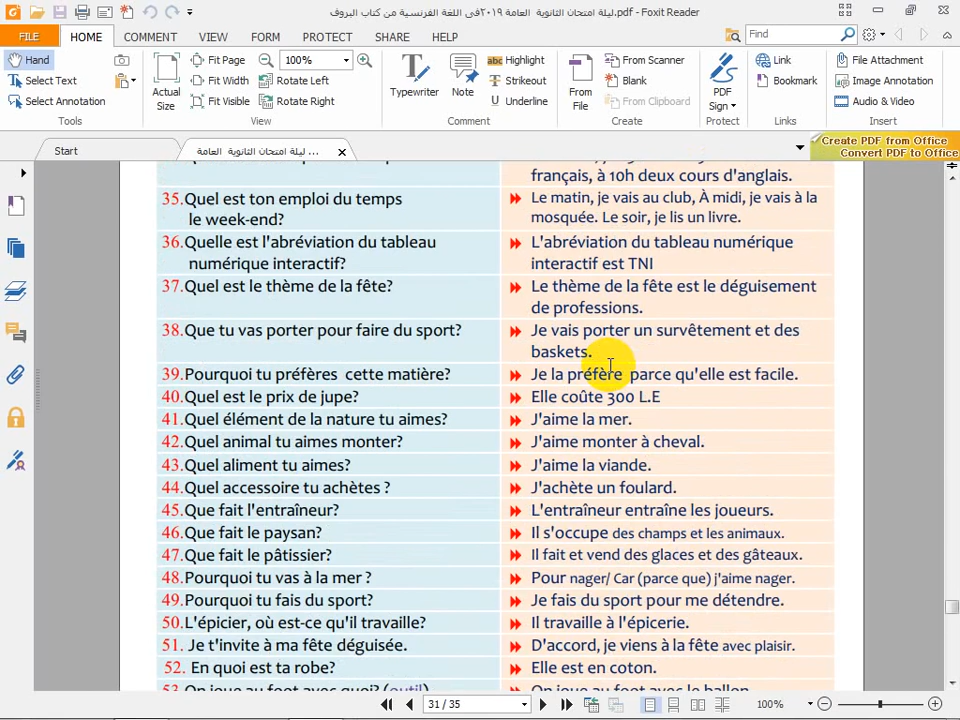 ليلة امتحان الثانوية العامة ٢٠١٩فى اللغة الفرنسية من كتاب البروف.pdf - Foxit Reader
FILE HOME COMMENT VIEW FORM PROTECT SHARE HELP Find
Hand
Select Text
Select Annotation
Tools
Actual Size
Fit Page
Fit Width
Fit Visible
100%
Rotate Left
Rotate Right
View
Typewriter
Note
Highlight
Strikeout
Underline
Comment
From File
From Scanner
Blank
From Clipboard
Create
PDF Sign
Protect
Link
Bookmark
Links
File Attachment
Image Annotation
Audio & Video
Insert
Start
ليلة امتحان الثانوية العامة ...
Create PDF from Office
Convert PDF to Office
français, à 10h deux cours d'anglais.
35.Quel est ton emploi du temps
le week-end?
Le matin, je vais au club, À midi, je vais à la
mosquée. Le soir, je lis un livre.
36.Quelle est l'abréviation du tableau
numérique interactif?
L'abréviation du tableau numérique
interactif est TNI
37.Quel est le thème de la fête?
Le thème de la fête est le déguisement
de professions.
38.Que tu vas porter pour faire du sport?
Je vais porter un survêtement et des
baskets.
39.Pourquoi tu préfères cette matière?
Je la préfère parce qu'elle est facile.
40.Quel est le prix de jupe?
Elle coûte 300 L.E
41.Quel élément de la nature tu aimes?
J'aime la mer.
42.Quel animal tu aimes monter?
J'aime monter à cheval.
43.Quel aliment tu aimes?
J'aime la viande.
44.Quel accessoire tu achètes ?
J'achète un foulard.
45.Que fait l'entraîneur?
L'entraîneur entraîne les joueurs.
46.Que fait le paysan?
Il s'occupe des champs et les animaux.
47.Que fait le pâtissier?
Il fait et vend des glaces et des gâteaux.
48.Pourquoi tu vas à la mer ?
Pour nager/ Car (parce que) j'aime nager.
49.Pourquoi tu fais du sport?
Je fais du sport pour me détendre.
50.L'épicier, où est-ce qu'il travaille?
Il travaille à l'épicerie.
51. Je t'invite à ma fête déguisée.
D'accord, je viens à la fête avec plaisir.
52. En quoi est ta robe?
Elle est en coton.
53.On joue au foot avec quoi? (outil)
On joue au foot avec le ballon.
31 / 35
100%